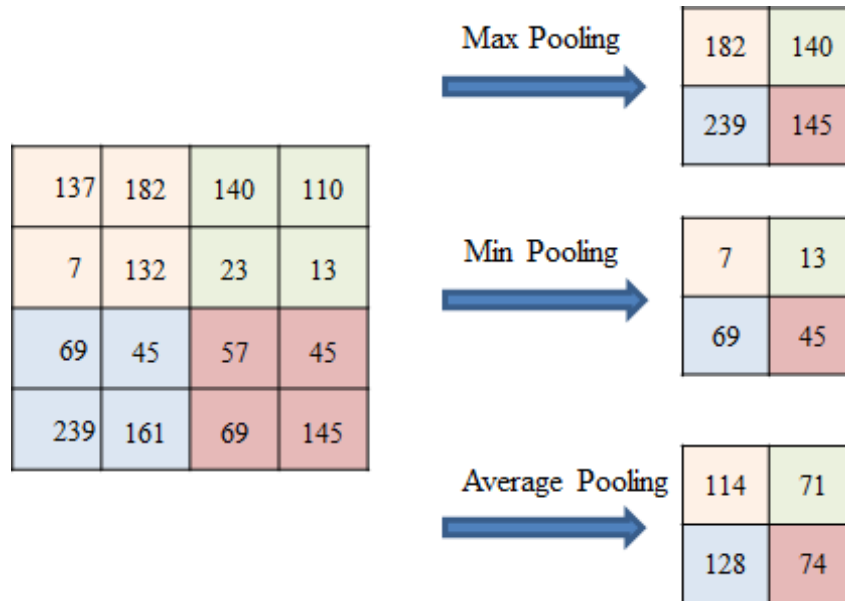 Max Pooling
182 140
239 145
137 182 140 110
7 132 23 13
69 45 57 45
239 161 69 145
Min Pooling
7 13
69 45
Average Pooling
114 71
128 74